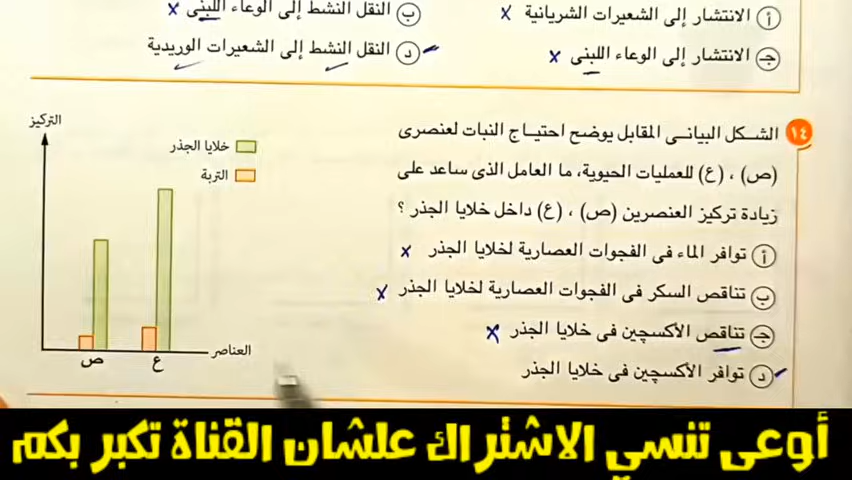 أ الانتشار إلى الشعيرات الشريانية X
ب النقل النشط إلى الوعاء اللبنى X
ج الانتشار إلى الوعاء اللبنى X
د النقل النشط إلى الشعيرات الوريدية
١٤ الشكل البيانى المقابل يوضح احتياج النبات لعنصرى
(ص) ، (ع) للعمليات الحيوية، ما العامل الذى ساعد على
زيادة تركيز العنصرين (ص) ، (ع) داخل خلايا الجذر ؟
أ توافر الماء فى الفجوات العصارية لخلايا الجذر X
ب تناقص السكر فى الفجوات العصارية لخلايا الجذر X
ج تناقص الأكسچين فى خلايا الجذر X
د توافر الأكسچين فى خلايا الجذر
التركيز
خلايا الجذر
التربة
العناصر
ص
ع
أوعى تنسي الاشتراك علشان القناة تكبر بكم